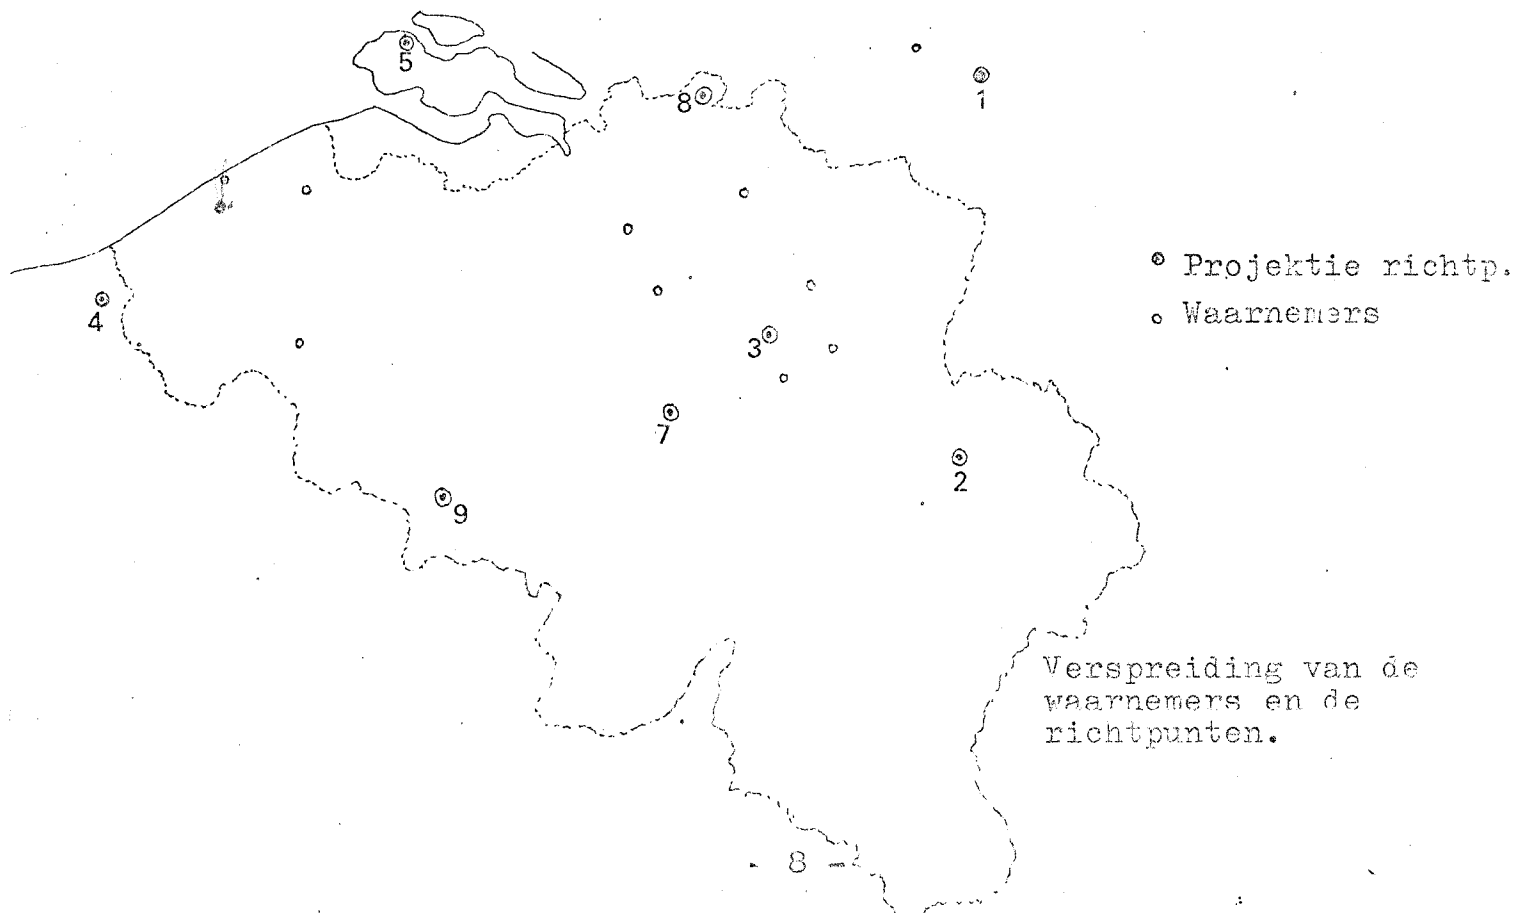 5
8
1
Projektie richtp.
4
Waarnemers
3
7
2
9
Verspreiding van de
waarnemers en de
richtpunten.
- 8 -